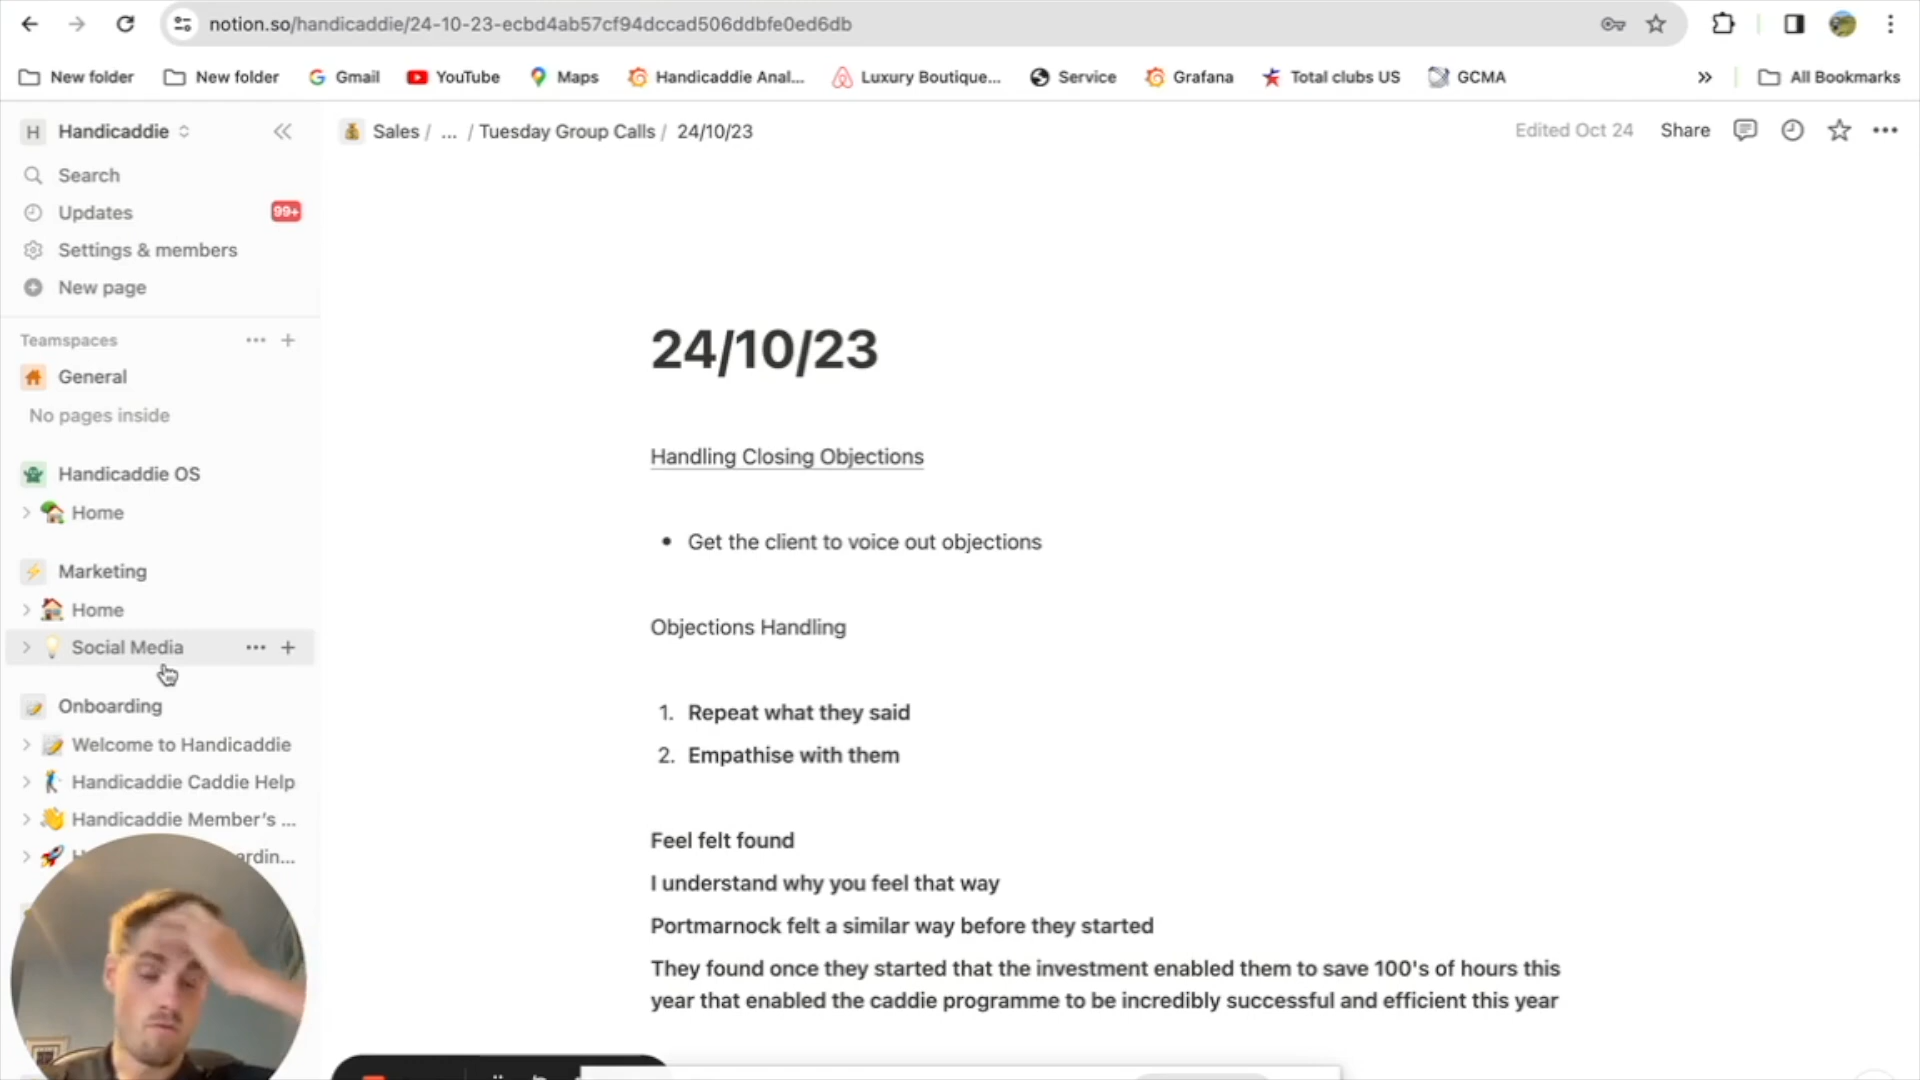 notion.so/handicaddie/24-10-23-ecbd4ab57cf94dccad506ddbfe0ed6db
New folder
New folder
Gmail
YouTube
Maps
Handicaddie Anal...
Luxury Boutique...
Service
Grafana
Total clubs US
GCMA
All Bookmarks
H Handicaddie
Sales / ... / Tuesday Group Calls / 24/10/23
Edited Oct 24
Share
Search
Updates
99+
Settings & members
New page
Teamspaces
General
No pages inside
Handicaddie OS
Home
Marketing
Home
Social Media
Onboarding
Welcome to Handicaddie
Handicaddie Caddie Help
Handicaddie Member's ...
24/10/23
Handling Closing Objections
• Get the client to voice out objections
Objections Handling
1. Repeat what they said
2. Empathise with them
Feel felt found
I understand why you feel that way
Portmarnock felt a similar way before they started
They found once they started that the investment enabled them to save 100's of hours this
year that enabled the caddie programme to be incredibly successful and efficient this year